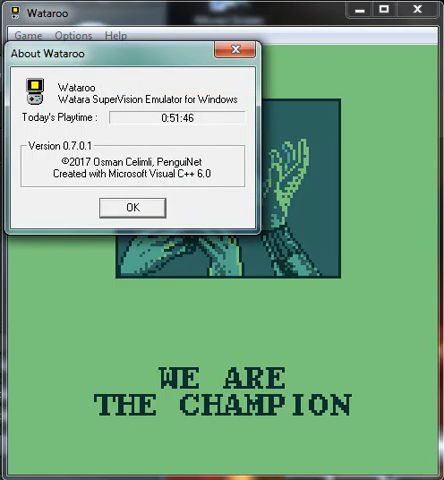 Wataroo
Game Options Help
About Wataroo
Wataroo
Watara SuperVision Emulator for Windows
Today's Playtime : 0:51:46
Version 0.7.0.1
©2017 Osman Celimli, PenguiNet
Created with Microsoft Visual C++ 6.0
OK
WE ARE
THE CHAMPION